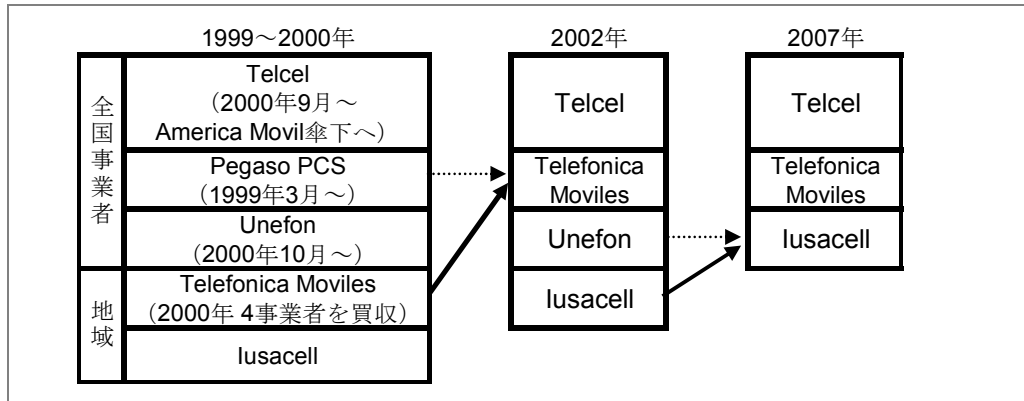 1999～2000年
2002年
2007年
全国事業者
Telcel
（2000年9月～
America Movil傘下へ）
Pegaso PCS
（1999年3月～）
Unefon
（2000年10月～）
地域
Telefonica Moviles
（2000年 4事業者を買収）
Iusacell
Telcel
Telefonica
Moviles
Unefon
Iusacell
Telcel
Telefonica
Moviles
Iusacell